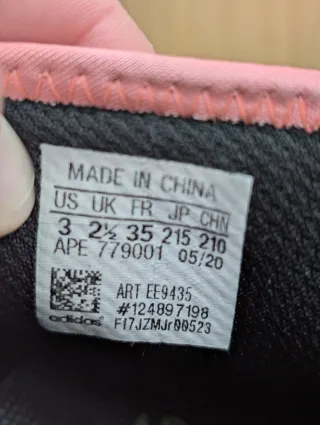 MADE IN CHINA
US UK FR JP CHN
3 2½ 35 215 210
APE 779001 05/20
ART EE9435
#124897198
adidas F17JZMJr00523